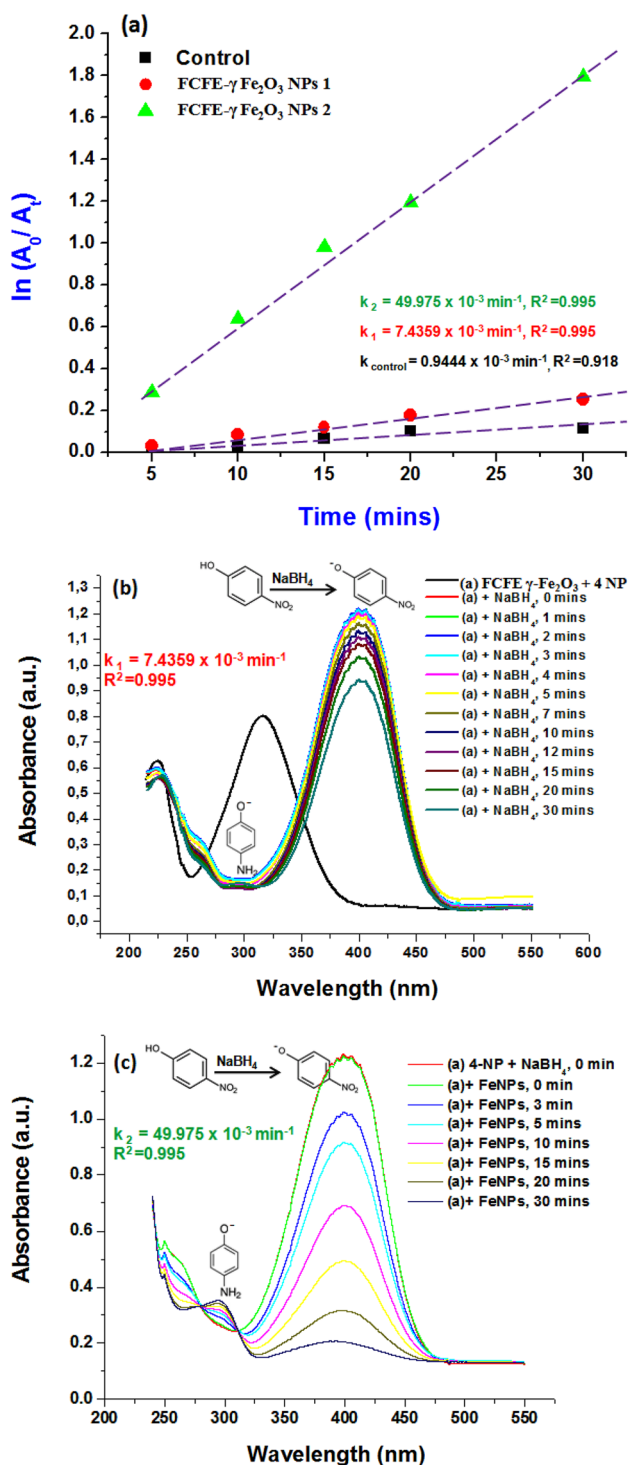 (a)
Control
FCFE-γ Fe₂O₃ NPs 1
FCFE-γ Fe₂O₃ NPs 2
ln (A₀/ Aₜ)
2.0
1.8
1.6
1.4
1.2
1.0
0.8
0.6
0.4
0.2
0.0
k₂ = 49.975 x 10⁻³ min⁻¹, R²=0.995
k₁ = 7.4359 x 10⁻³ min⁻¹, R²=0.995
k control = 0.9444 x 10⁻³ min⁻¹, R²=0.918
5 10 15 20 25 30
Time (mins)
(b)
HO
NO₂
NaBH₄
⁻O
NO₂
k₁ = 7.4359 x 10⁻³ min⁻¹
R²=0.995
(a) FCFE γ-Fe₂O₃ + 4 NP
(a) + NaBH₄, 0 mins
(a) + NaBH₄, 1 mins
(a) + NaBH₄, 2 mins
(a) + NaBH₄, 3 mins
(a) + NaBH₄, 4 mins
(a) + NaBH₄, 5 mins
(a) + NaBH₄, 7 mins
(a) + NaBH₄, 10 mins
(a) + NaBH₄, 12 mins
(a) + NaBH₄, 15 mins
(a) + NaBH₄, 20 mins
(a) + NaBH₄, 30 mins
O⁻
NH₂
Absorbance (a.u.)
1,3
1,2
1,1
1,0
0,9
0,8
0,7
0,6
0,5
0,4
0,3
0,2
0,1
0,0
200 250 300 350 400 450 500 550 600
Wavelength (nm)
(c)
HO
NO₂
NaBH₄
⁻O
NO₂
k₂ = 49.975 x 10⁻³ min⁻¹
R²=0.995
(a) 4-NP + NaBH₄, 0 min
(a)+ FeNPs, 0 min
(a)+ FeNPs, 3 min
(a)+ FeNPs, 5 mins
(a)+ FeNPs, 10 mins
(a)+ FeNPs, 15 mins
(a)+ FeNPs, 20 mins
(a)+ FeNPs, 30 mins
O⁻
NH₂
Absorbance (a.u.)
1.2
1.0
0.8
0.6
0.4
0.2
0.0
200 250 300 350 400 450 500 550
Wavelength (nm)